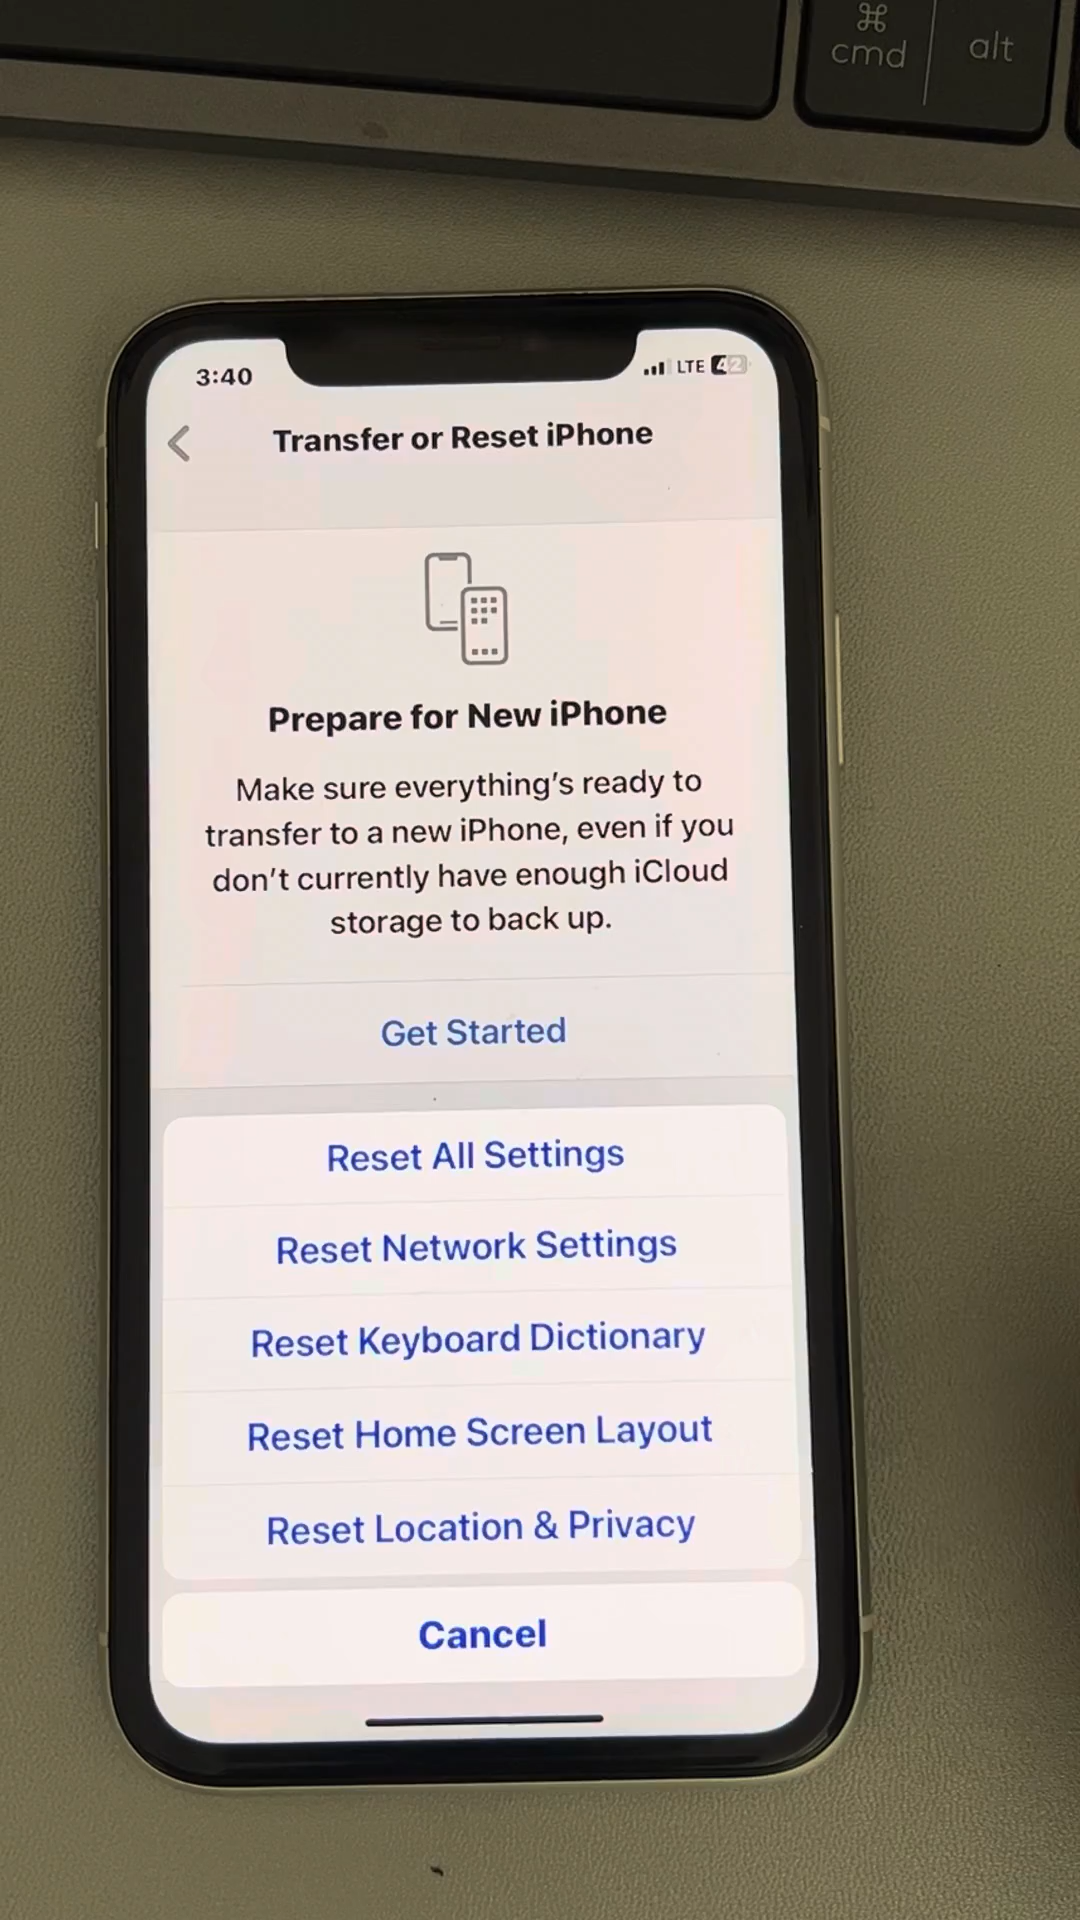 ⌘
cmd alt
3:40 LTE 42
Transfer or Reset iPhone
Prepare for New iPhone
Make sure everything's ready to
transfer to a new iPhone, even if you
don't currently have enough iCloud
storage to back up.
Get Started
Reset All Settings
Reset Network Settings
Reset Keyboard Dictionary
Reset Home Screen Layout
Reset Location & Privacy
Cancel